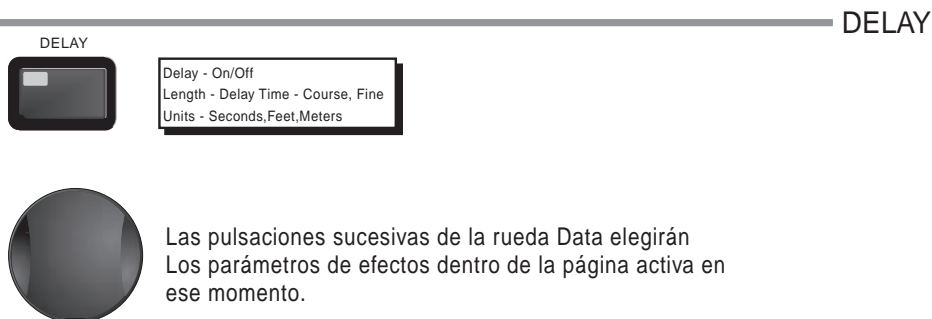 DELAY
DELAY
Delay - On/Off
Length - Delay Time - Course, Fine
Units - Seconds,Feet,Meters
Las pulsaciones sucesivas de la rueda Data elegirán
Los parámetros de efectos dentro de la página activa en
ese momento.